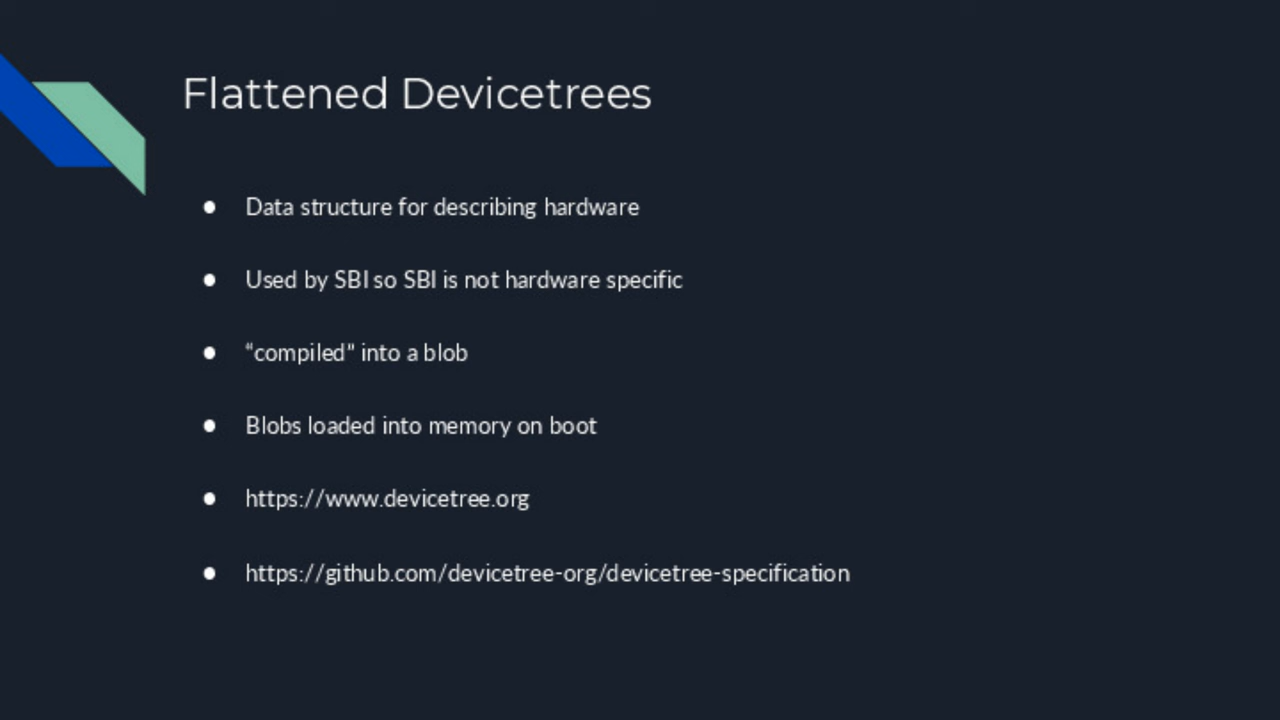 Flattened Devicetrees
● Data structure for describing hardware
● Used by SBI so SBI is not hardware specific
● “compiled” into a blob
● Blobs loaded into memory on boot
● https://www.devicetree.org
● https://github.com/devicetree-org/devicetree-specification